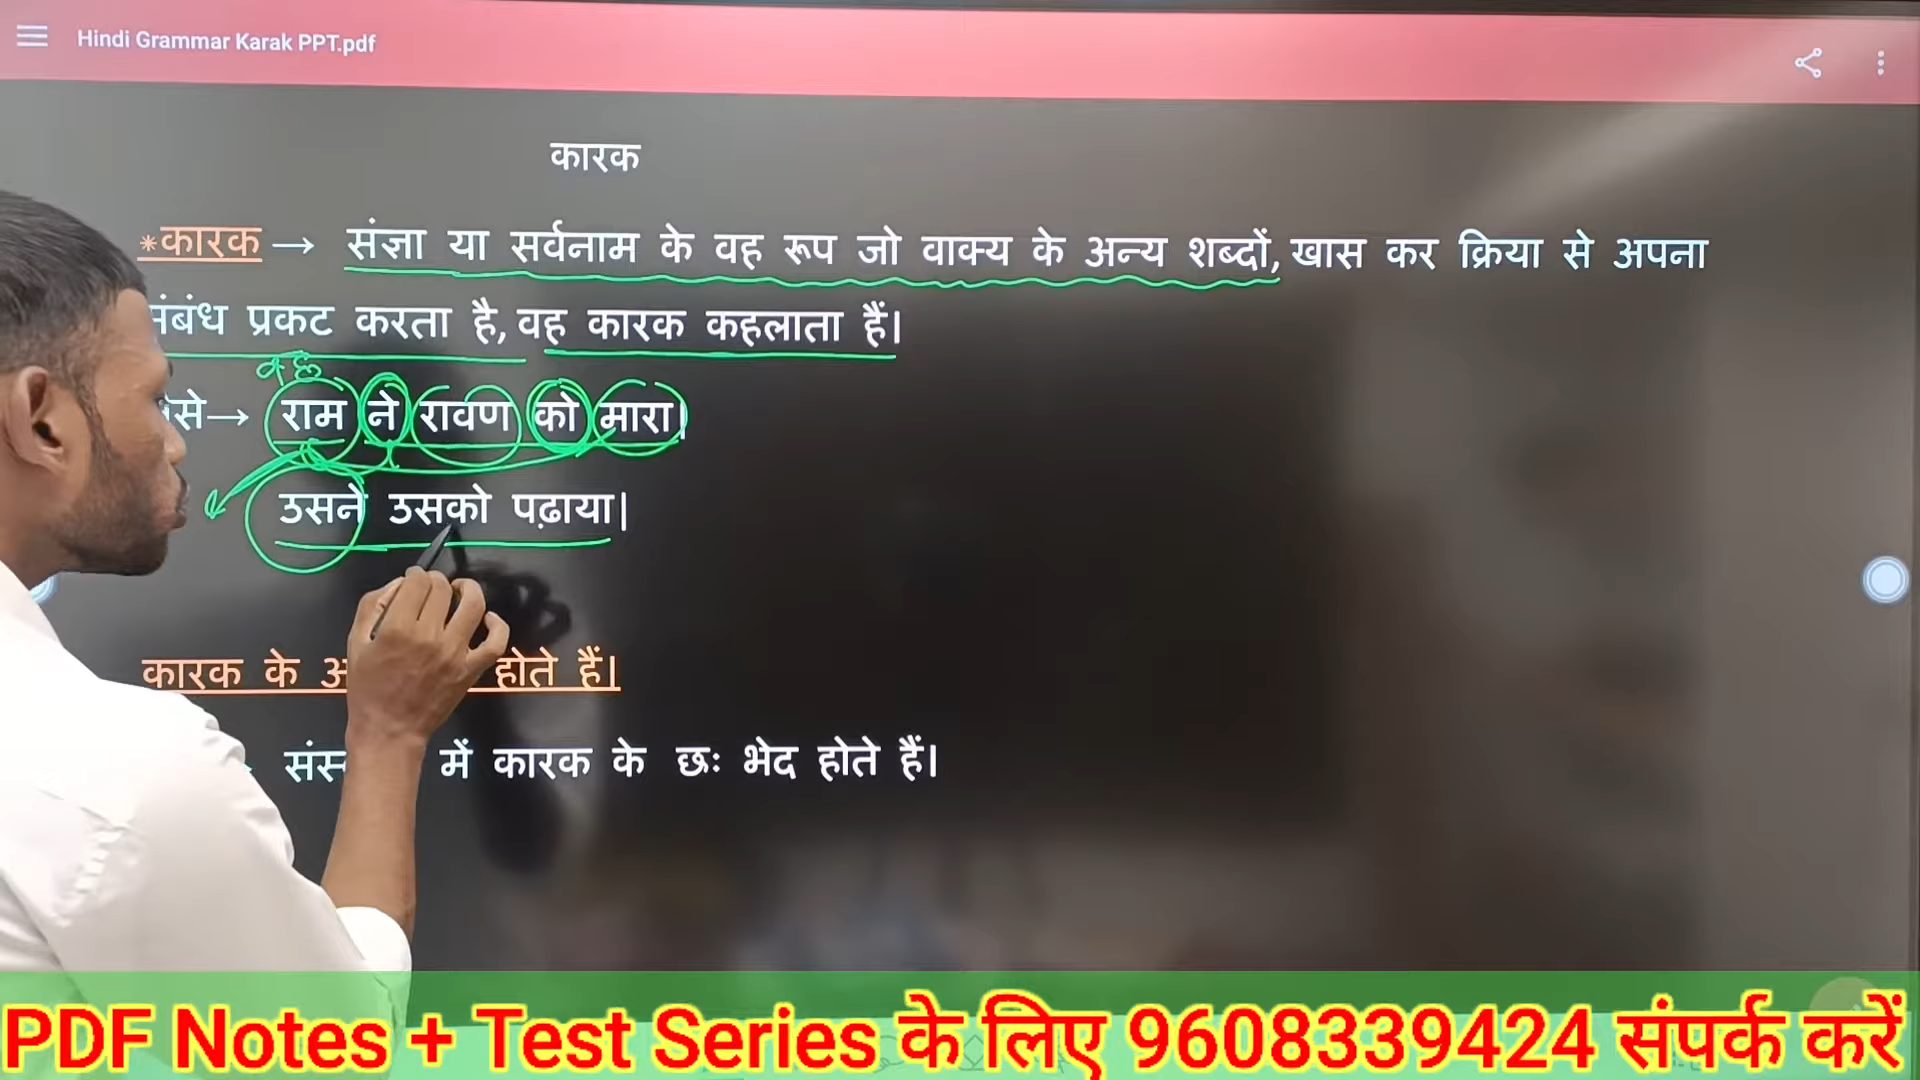 Hindi Grammar Karak PPT.pdf
कारक
*कारक → संज्ञा या सर्वनाम के वह रूप जो वाक्य के अन्य शब्दों, खास कर क्रिया से अपना
संबंध प्रकट करता है, वह कारक कहलाता हैं।
→ राम ने रावण को मारा।
उसने उसको पढ़ाया|
कारक के होते हैं।
में कारक के छः भेद होते हैं।
PDF Notes + Test Series के लिए 9608339424 संपर्क करें